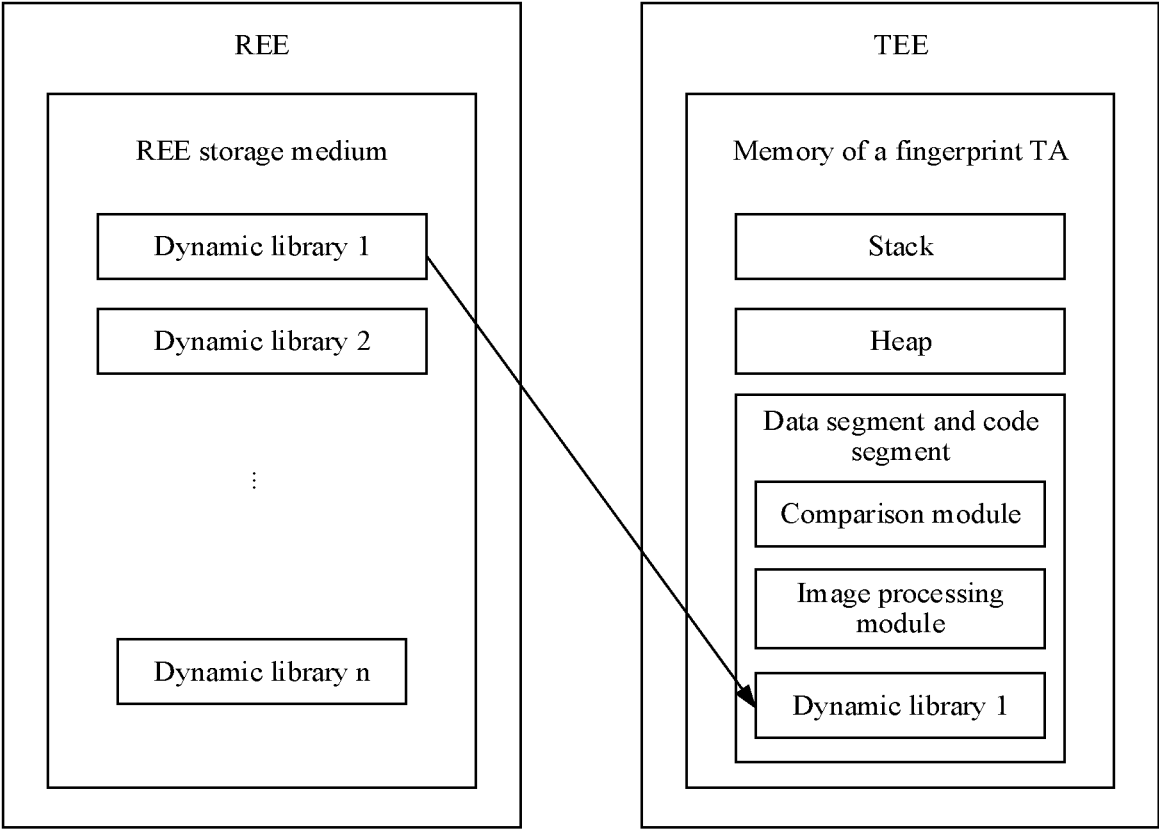 REE
REE storage medium
Dynamic library 1
Dynamic library 2
⋮
Dynamic library n
TEE
Memory of a fingerprint TA
Stack
Heap
Data segment and code
segment
Comparison module
Image processing
module
Dynamic library 1